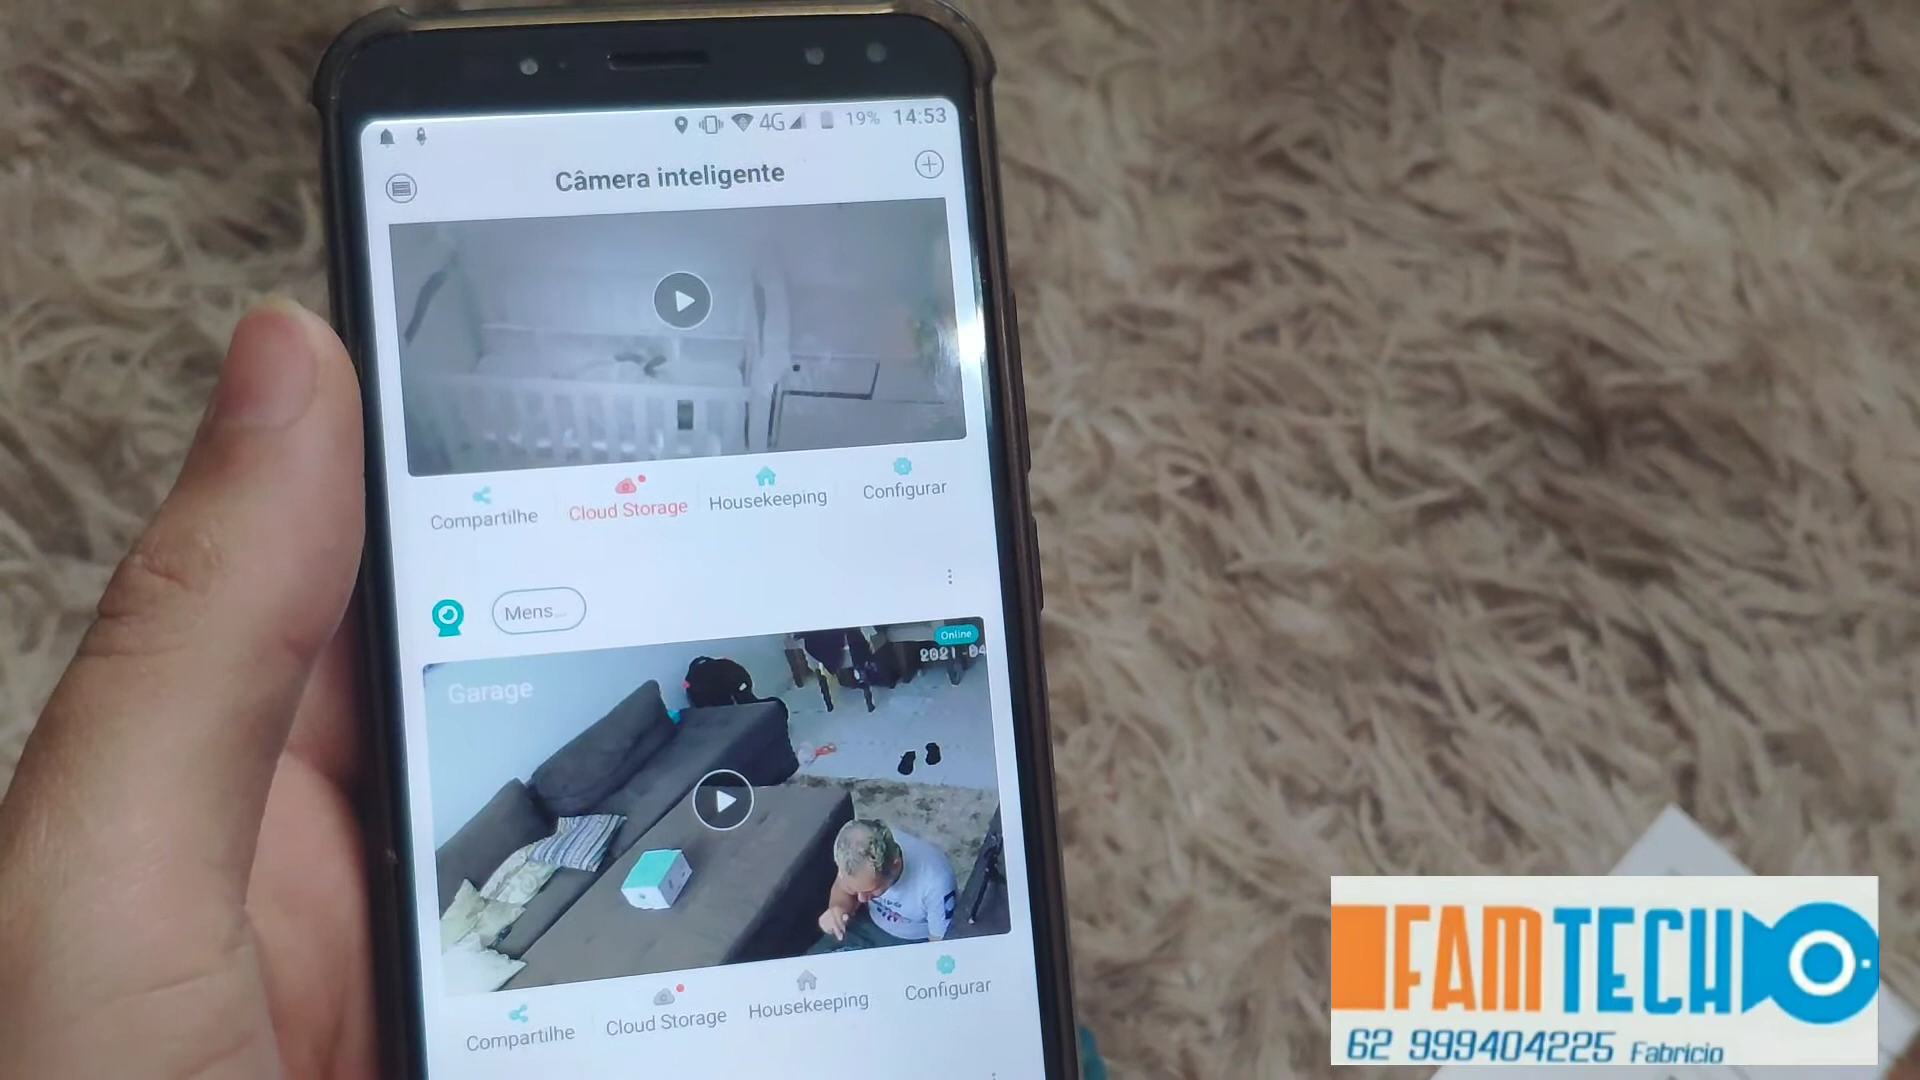 4G 19% 14:53
Câmera inteligente
Compartilhe Cloud Storage Housekeeping Configurar
Mens...
Online
2021-04
Garage
Compartilhe Cloud Storage Housekeeping Configurar
FAMTECH
62 999404225 Fabricio